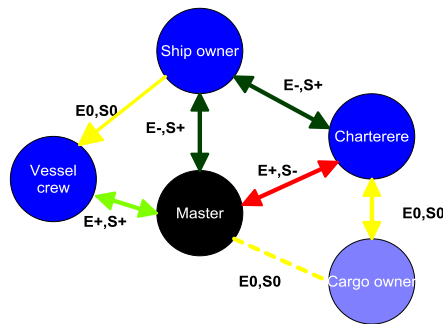 Ship owner
E-,S+
E0,S0
E-,S+
Charterere
Vessel
crew
E+,S-
Master
E+,S+
E0,S0
E0,S0
Cargo owner